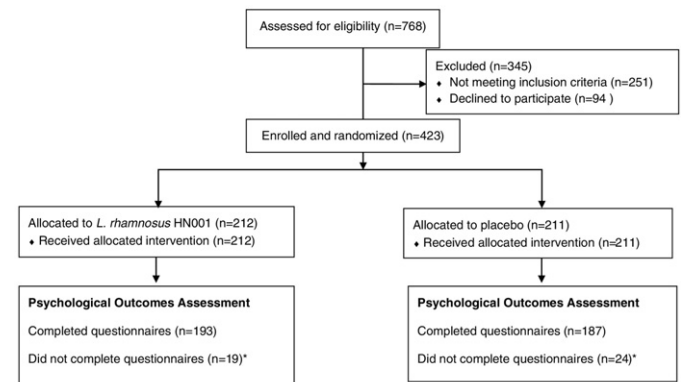 Assessed for eligibility (n=768)
Excluded (n=345)
♦ Not meeting inclusion criteria (n=251)
♦ Declined to participate (n=94 )
Enrolled and randomized (n=423)
Allocated to L. rhamnosus HN001 (n=212)
♦ Received allocated intervention (n=212)
Allocated to placebo (n=211)
♦ Received allocated intervention (n=211)
Psychological Outcomes Assessment
Completed questionnaires (n=193)
Did not complete questionnaires (n=19)*
Psychological Outcomes Assessment
Completed questionnaires (n=187)
Did not complete questionnaires (n=24)*